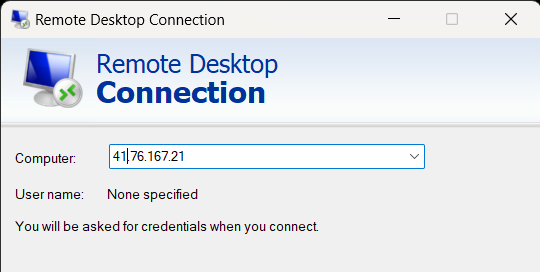 Remote Desktop Connection
Remote Desktop
Connection
Computer: 41.76.167.21
User name: None specified
You will be asked for credentials when you connect.